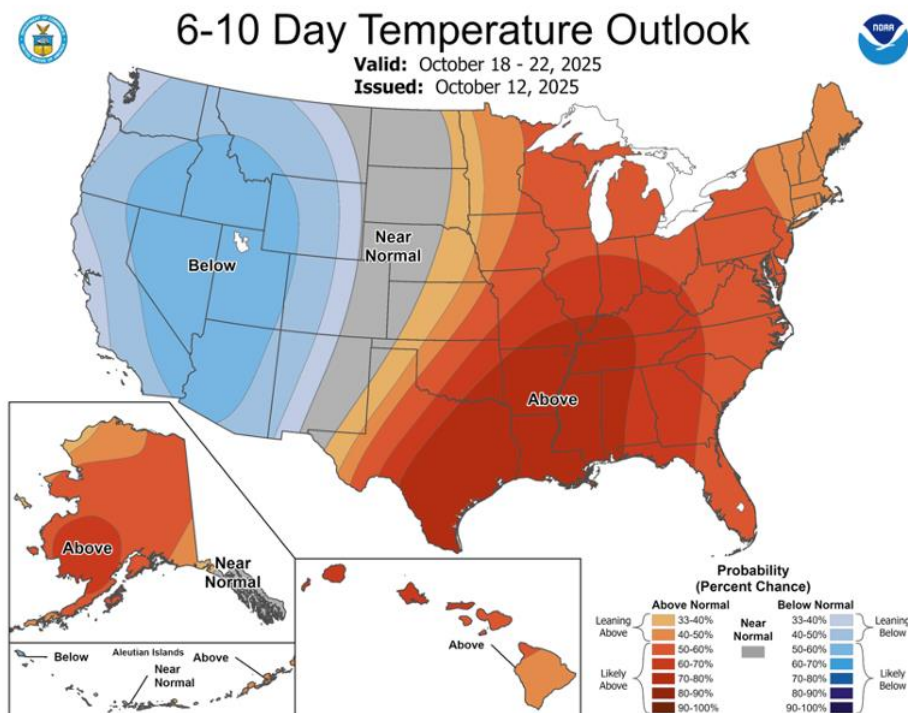 6-10 Day Temperature Outlook
Valid: October 18 - 22, 2025
Issued: October 12, 2025
NOAA
Below
Near
Normal
Above
Above
Near
Normal
Below
Aleutian Islands
Near
Normal
Above
Above
Probability
(Percent Chance)
Above Normal
Below Normal
Leaning
Above
33-40%
40-50%
Near
Normal
33-40%
40-50%
Leaning
Below
Likely
Above
50-60%
60-70%
70-80%
80-90%
90-100%
50-60%
60-70%
70-80%
80-90%
90-100%
Likely
Below